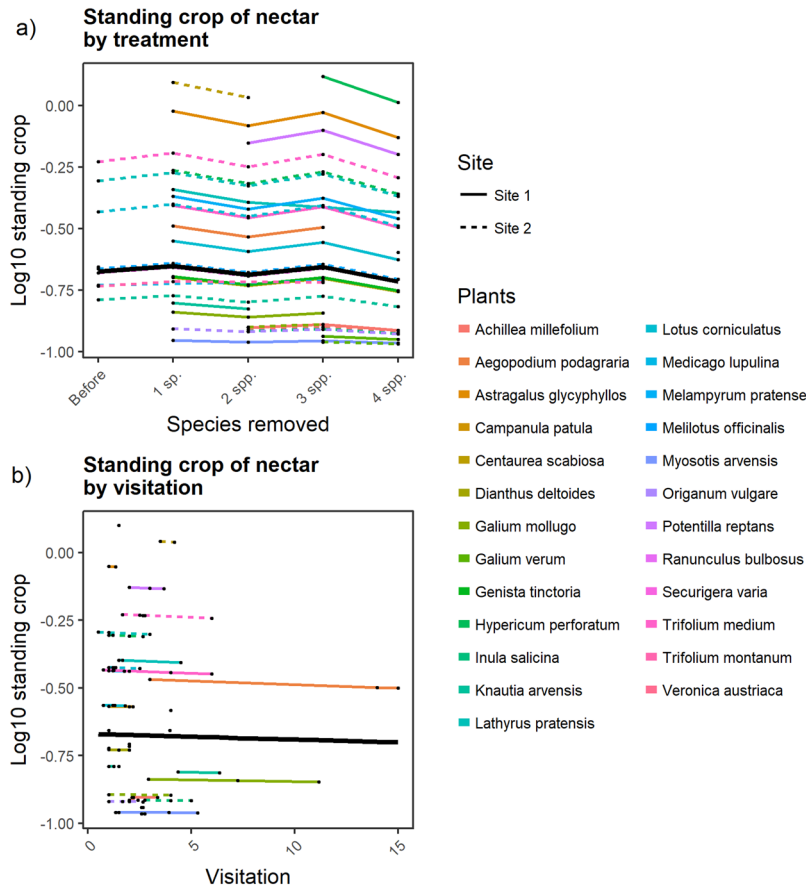 a)
Standing crop of nectar
by treatment
Log10 standing crop
0.00
-0.25
-0.50
-0.75
-1.00
Before
1 sp.
2 spp.
3 spp.
4 spp.
Species removed
b)
Standing crop of nectar
by visitation
Log10 standing crop
0.00
-0.25
-0.50
-0.75
-1.00
0
5
10
15
Visitation
Site
Site 1
Site 2
Plants
Achillea millefolium
Aegopodium podagraria
Astragalus glycyphyllos
Campanula patula
Centaurea scabiosa
Dianthus deltoides
Galium mollugo
Galium verum
Genista tinctoria
Hypericum perforatum
Inula salicina
Knautia arvensis
Lathyrus pratensis
Lotus corniculatus
Medicago lupulina
Melampyrum pratense
Melilotus officinalis
Myosotis arvensis
Origanum vulgare
Potentilla reptans
Ranunculus bulbosus
Securigera varia
Trifolium medium
Trifolium montanum
Veronica austriaca